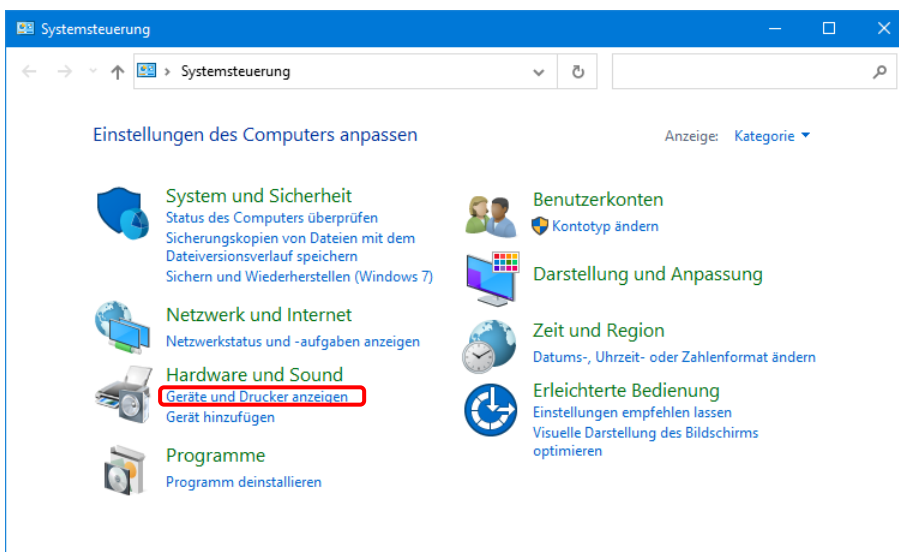 Systemsteuerung
Systemsteuerung
Einstellungen des Computers anpassen
Anzeige: Kategorie
System und Sicherheit
Status des Computers überprüfen
Sicherungskopien von Dateien mit dem
Dateiversionsverlauf speichern
Sichern und Wiederherstellen (Windows 7)
Netzwerk und Internet
Netzwerkstatus und -aufgaben anzeigen
Hardware und Sound
Geräte und Drucker anzeigen
Gerät hinzufügen
Programme
Programm deinstallieren
Benutzerkonten
Kontotyp ändern
Darstellung und Anpassung
Zeit und Region
Datums-, Uhrzeit- oder Zahlenformat ändern
Erleichterte Bedienung
Einstellungen empfehlen lassen
Visuelle Darstellung des Bildschirms
optimieren